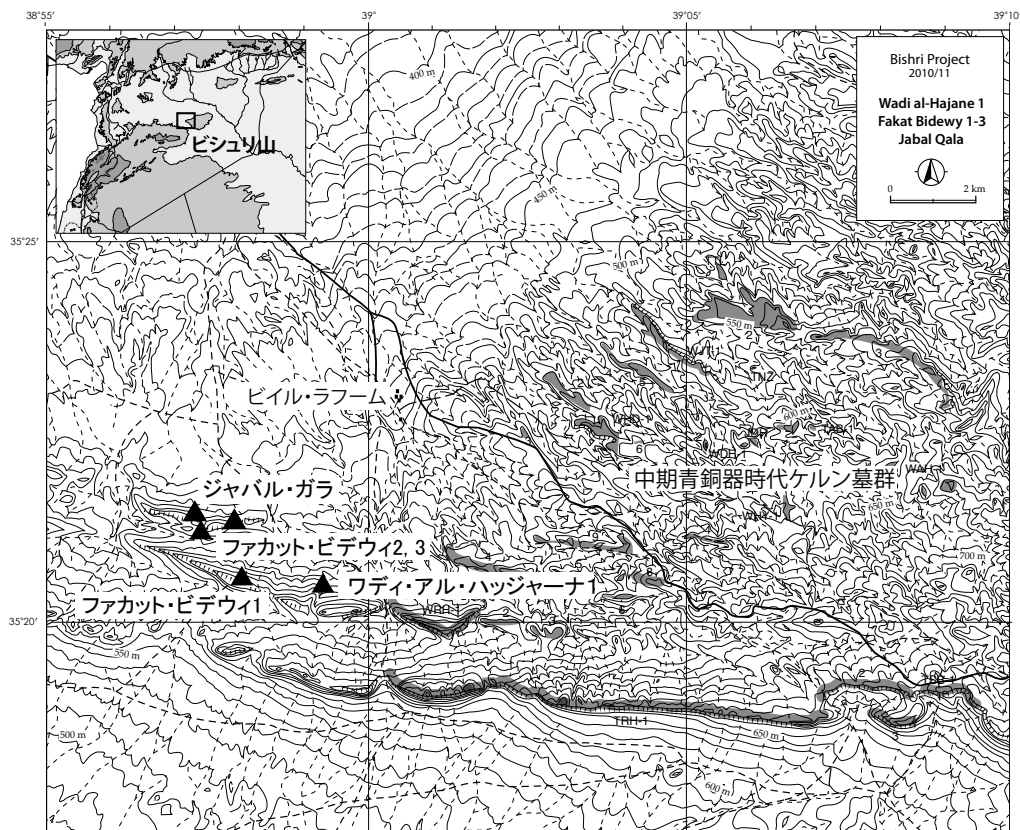 38°55′
39°
39°05′
39°10′
Bishri Project
2010/11
Wadi al-Hajane 1
Fakat Bidewy 1-3
Jabal Qala
0 2 km
ビシュリ山
400 m
450 m
35°25′
500 m
550 m
TNZ
ビイル・ラフーム
600 m
6
中期青銅器時代ケルン墓群
650 m
ジャバル・ガラ
ファカット・ビデウィ2, 3
700 m
ワディ・アル・ハッジャーナ1
ファカット・ビデウィ1
35°20′
3
550 m
2
TRH-1
500 m
650 m
600 m